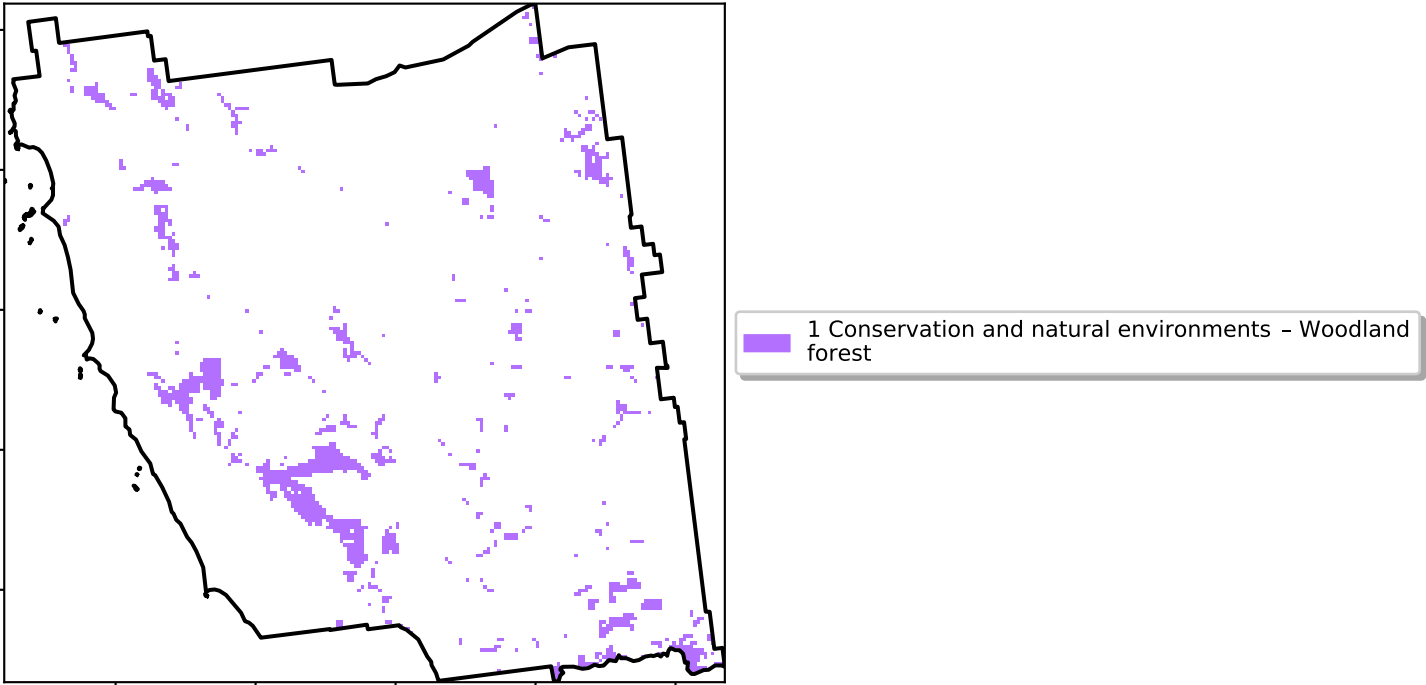 1 Conservation and natural environments – Woodland
forest